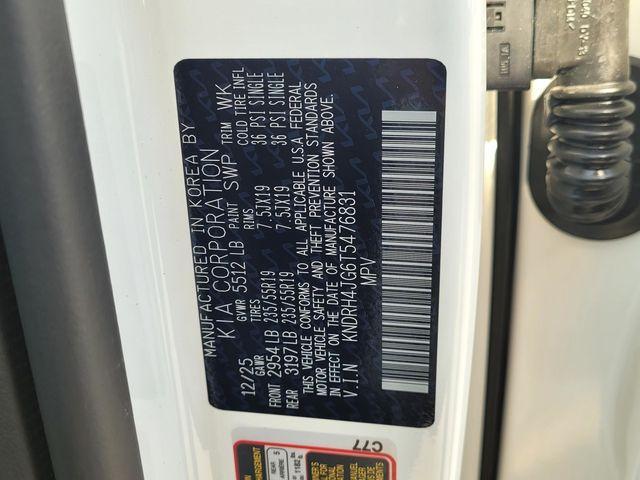 MANUFACTURED IN KOREA BY
KIA CORPORATION
12/25 GVWR 5512 LB PAINT SWP TRIM WK
GAWR TIRES RIMS COLD TIRE INFL
FRONT 2954 LB 235/55R19 7.5JX19 36 PSI SINGLE
REAR 3197 LB 235/55R19 7.5JX19 36 PSI SINGLE
THIS VEHICLE CONFORMS TO ALL APPLICABLE U.S.A FEDERAL
MOTOR VEHICLE SAFETY AND THEFT PREVENTION STANDARDS
IN EFFECT ON THE DATE OF MANUFACTURE SHOWN ABOVE.
V.I.N KNDRH4JG6T5476831
MPV
C77
REAR 5
ARRIERE